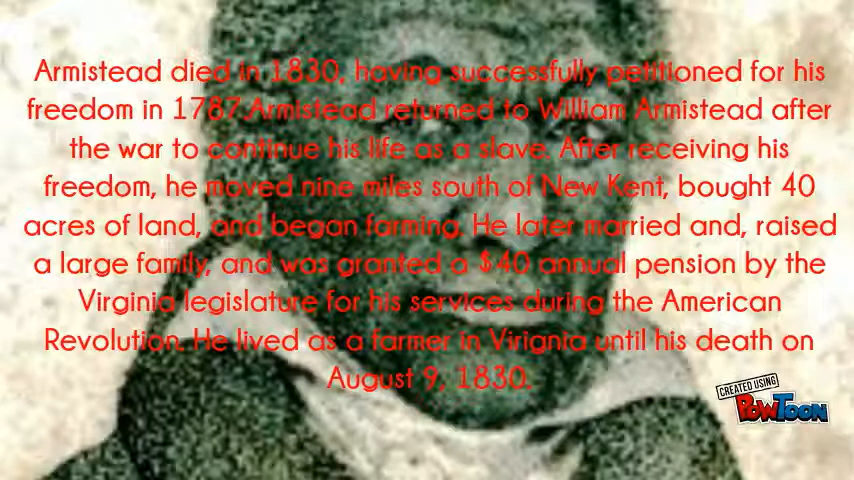 Armistead died in 1830, having successfully petitioned for his
freedom in 1787.Armistead returned to William Armistead after
the war to continue his life as a slave. After receiving his
freedom, he moved nine miles south of New Kent, bought 40
acres of land, and began farming. He later married and, raised
a large family, and was granted a $40 annual pension by the
Virginia legislature for his services during the American
Revolution. He lived as a farmer in Virignia until his death on
August 9, 1830.
CREATED USING
POWTOON